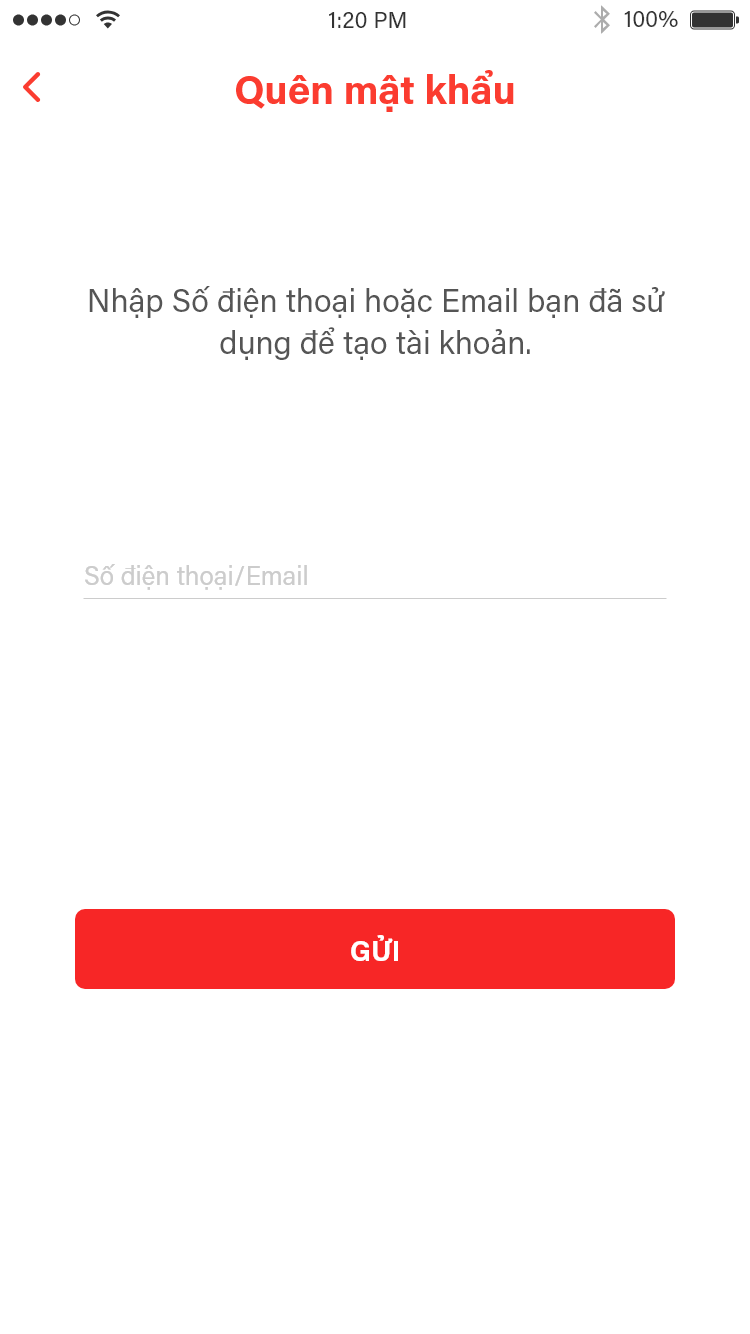 1:20 PM 100%
Quên mật khẩu
Nhập Số điện thoại hoặc Email bạn đã sử
dụng để tạo tài khoản.
Số điện thọại/Email
GỬI